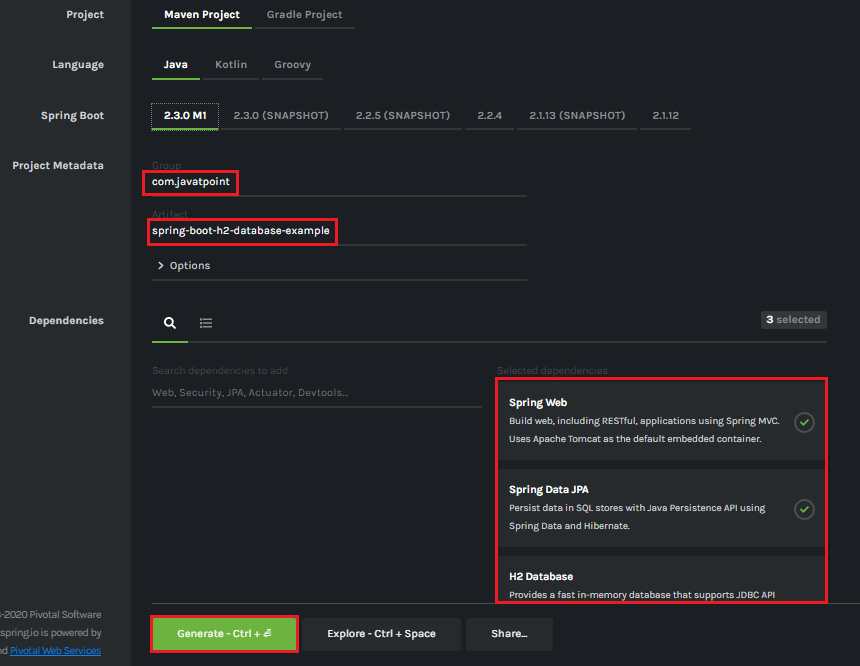 Project Maven Project Gradle Project
Language Java Kotlin Groovy
Spring Boot 2.3.0 M1 2.3.0 (SNAPSHOT) 2.2.5 (SNAPSHOT) 2.2.4 2.1.13 (SNAPSHOT) 2.1.12
Project Metadata
Group
com.javatpoint
Artifact
spring-boot-h2-database-example
Options
Dependencies
3 selected
Search dependencies to add
Web, Security, JPA, Actuator, Devtools...
Selected dependencies
Spring Web
Build web, including RESTful, applications using Spring MVC.
Uses Apache Tomcat as the default embedded container.
Spring Data JPA
Persist data in SQL stores with Java Persistence API using
Spring Data and Hibernate.
H2 Database
Provides a fast in-memory database that supports JDBC API
-2020 Pivotal Software
spring.io is powered by
Pivotal Web Services
Generate - Ctrl + ⏎ Explore - Ctrl + Space Share...